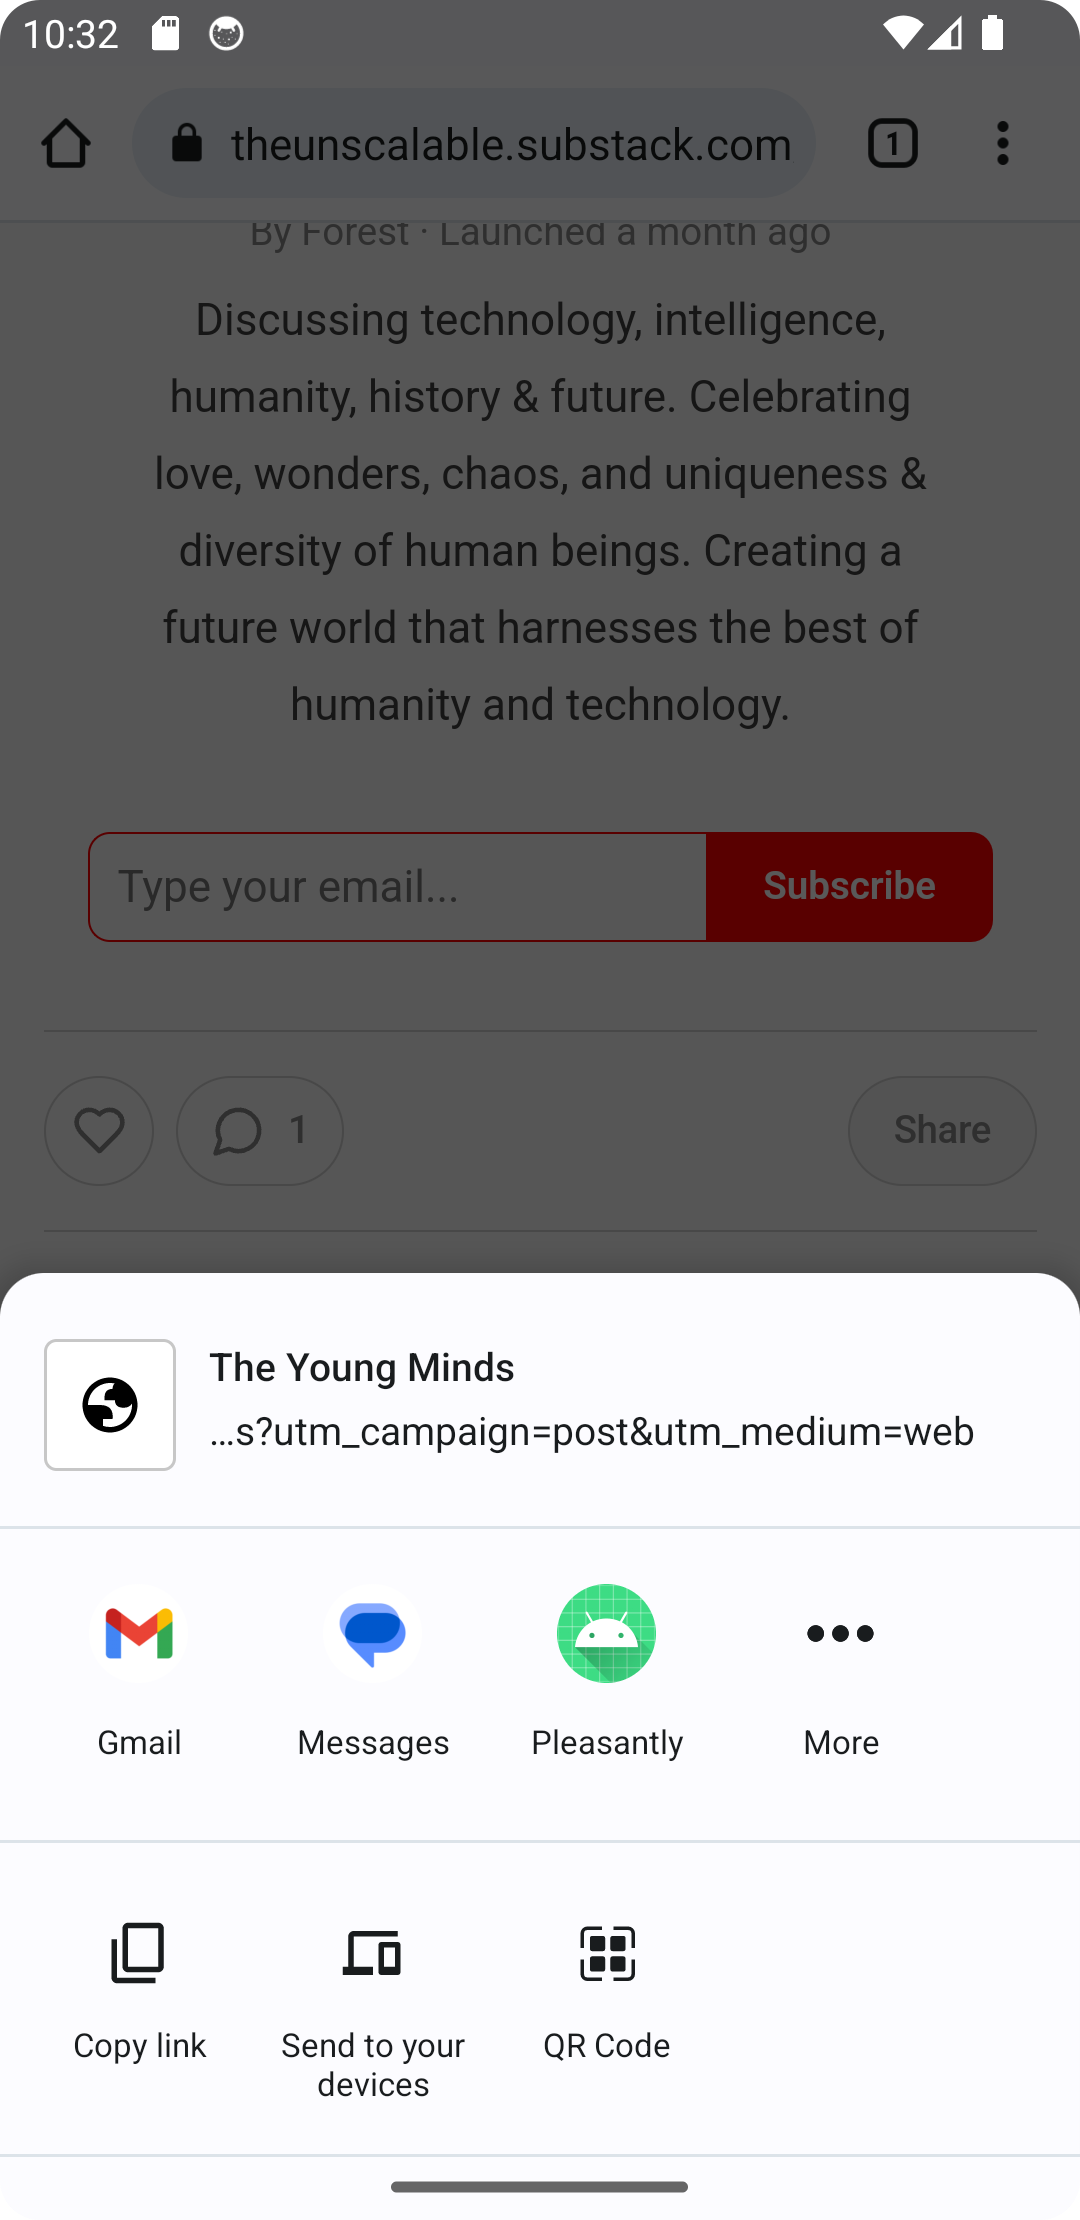 10:32
theunscalable.substack.com
1
By Forest · Launched a month ago
Discussing technology, intelligence,
humanity, history & future. Celebrating
love, wonders, chaos, and uniqueness &
diversity of human beings. Creating a
future world that harnesses the best of
humanity and technology.
Type your email...
Subscribe
1
Share
The Young Minds
...s?utm_campaign=post&utm_medium=web
Gmail
Messages
Pleasantly
More
Copy link
Send to your
devices
QR Code